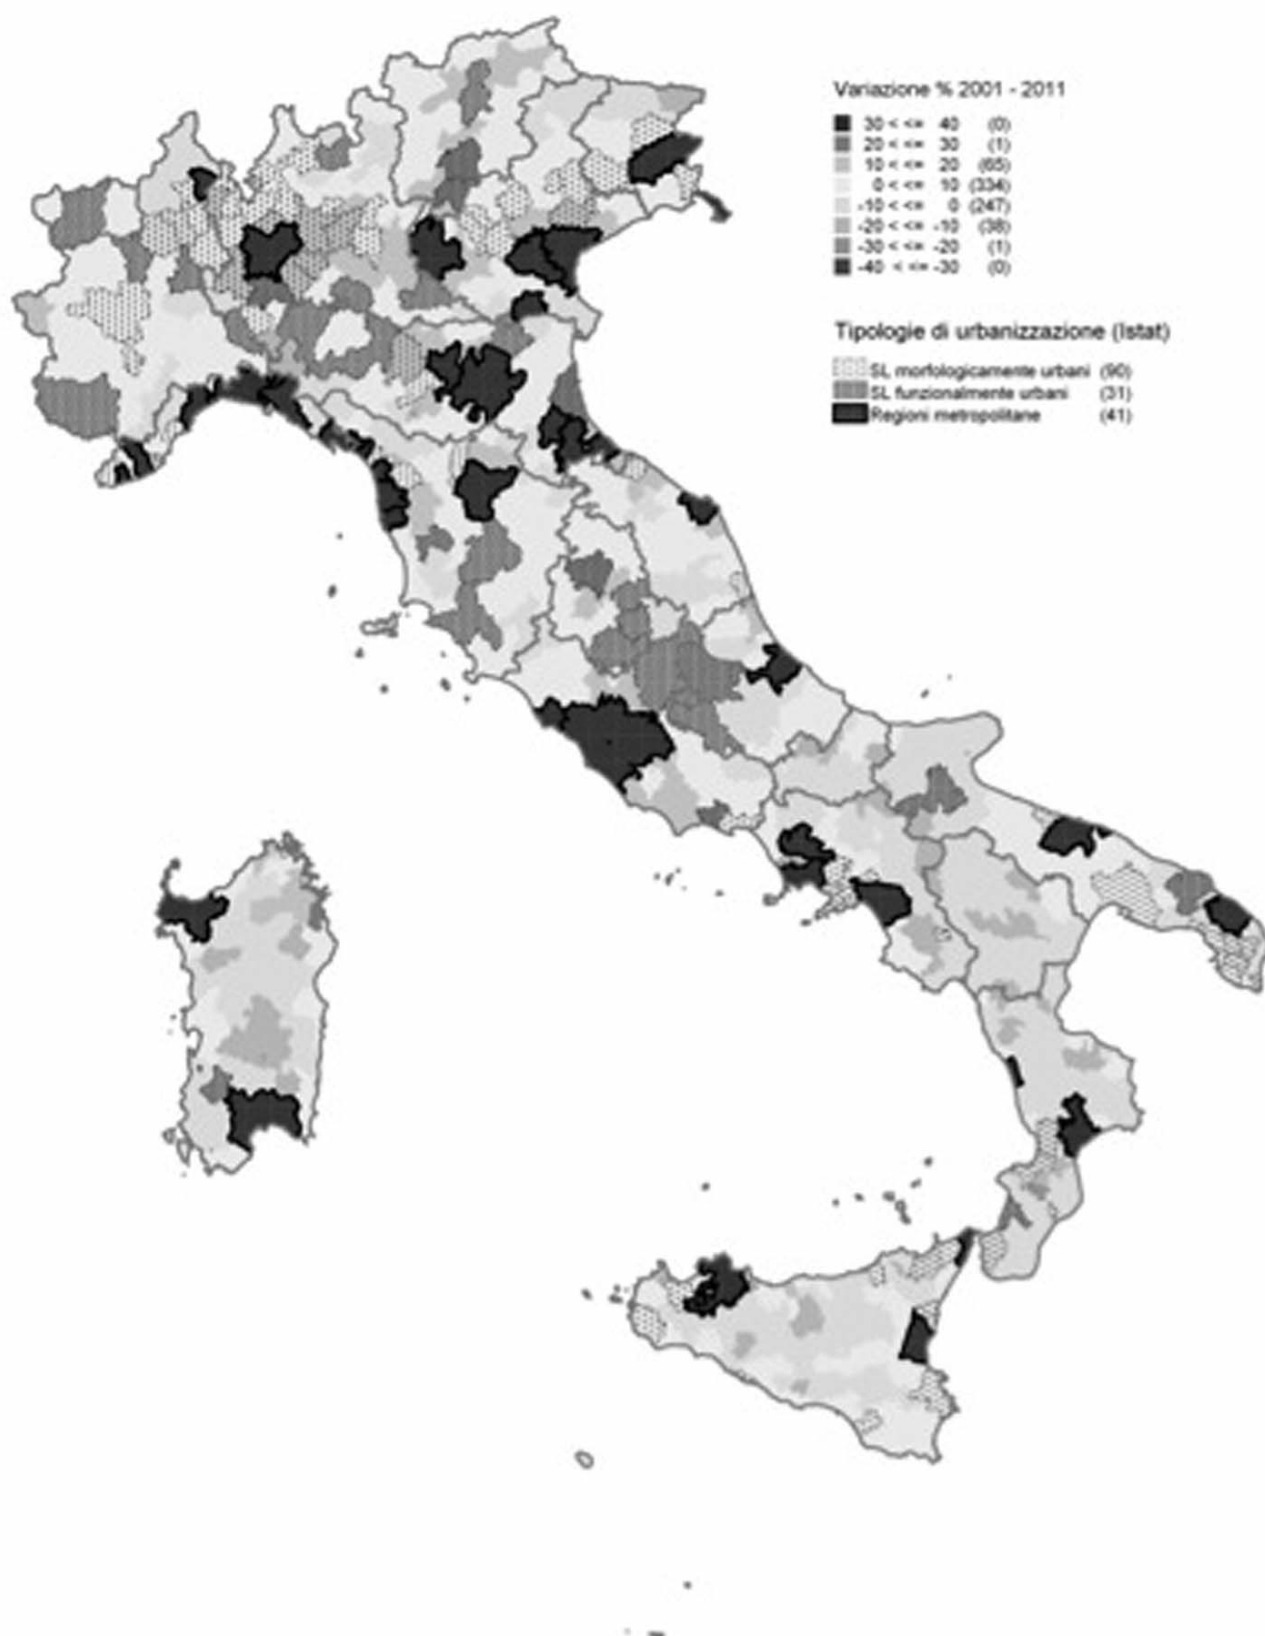 Variazione % 2001 - 2011
30 < <= 40 (0)
20 < <= 30 (1)
10 < <= 20 (65)
0 < <= 10 (334)
-10 < <= 0 (247)
-20 < <= -10 (38)
-30 < <= -20 (1)
-40 < <= -30 (0)
Tipologie di urbanizzazione (Istat)
SL morfologicamente urbani (90)
SL funzionalmente urbani (31)
Regioni metropolitane (41)